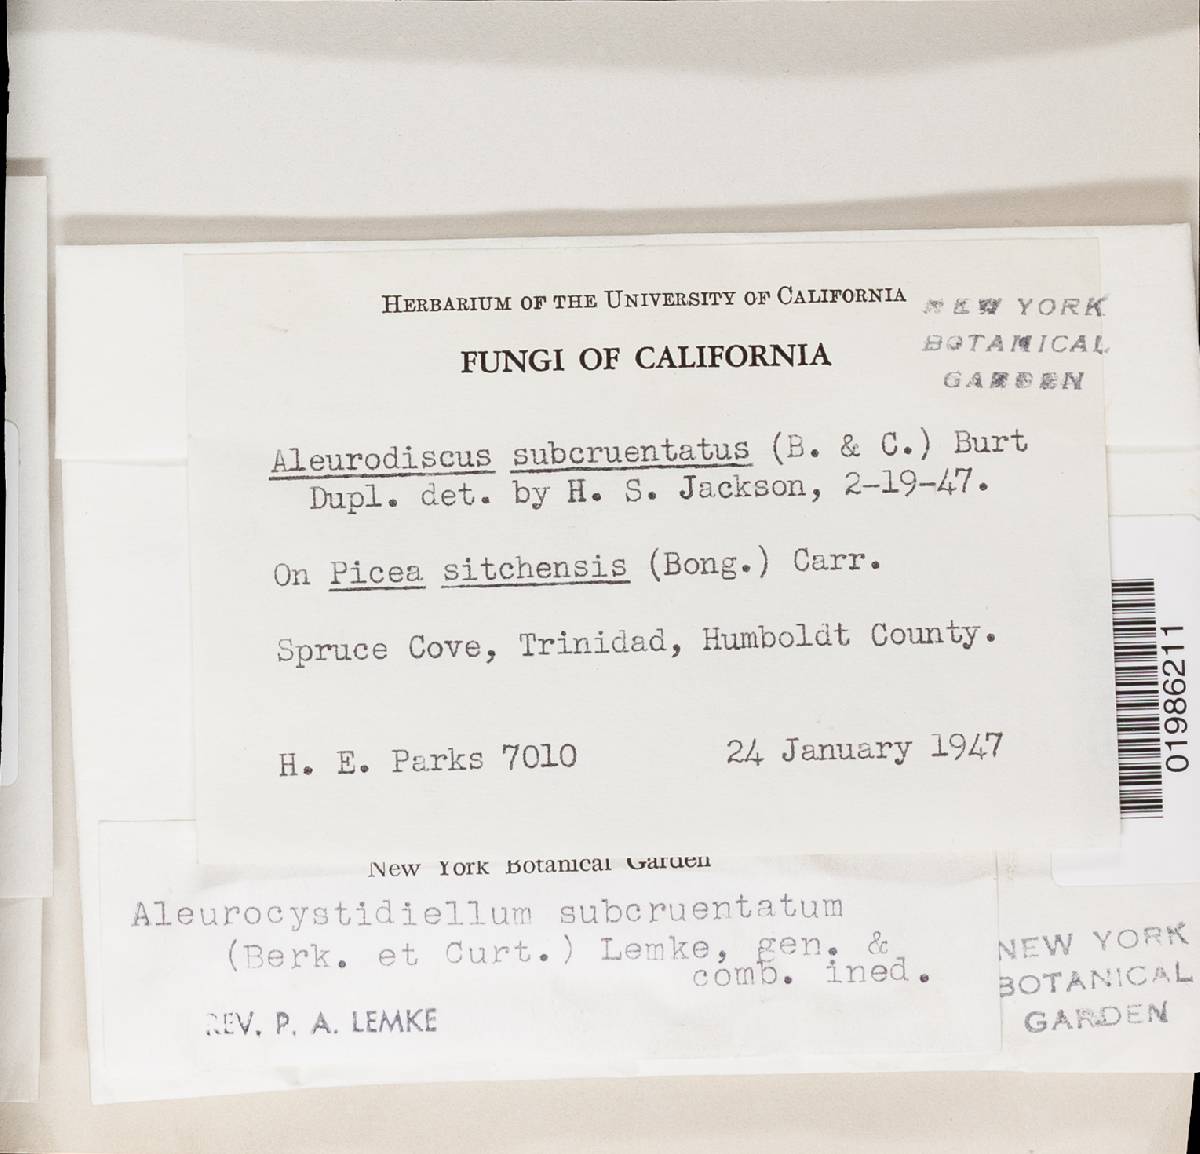 HERBARIUM OF THE UNIVERSITY OF CALIFORNIA
FUNGI OF CALIFORNIA
NEW YORK
BOTANICAL
GARDEN
Aleurodiscus subcruentatus (B. & C.) Burt
Dupl. det. by H. S. Jackson, 2-19-47.
On Picea sitchensis (Bong.) Carr.
Spruce Cove, Trinidad, Humboldt County.
H. E. Parks 7010 24 January 1947
01986211
New York Botanical Garden
Aleurocystidiellum subcruentatum
(Berk. et Curt.) Lemke, gen. &
comb. ined.
REV. P. A. LEMKE
NEW YORK
BOTANICAL
GARDEN